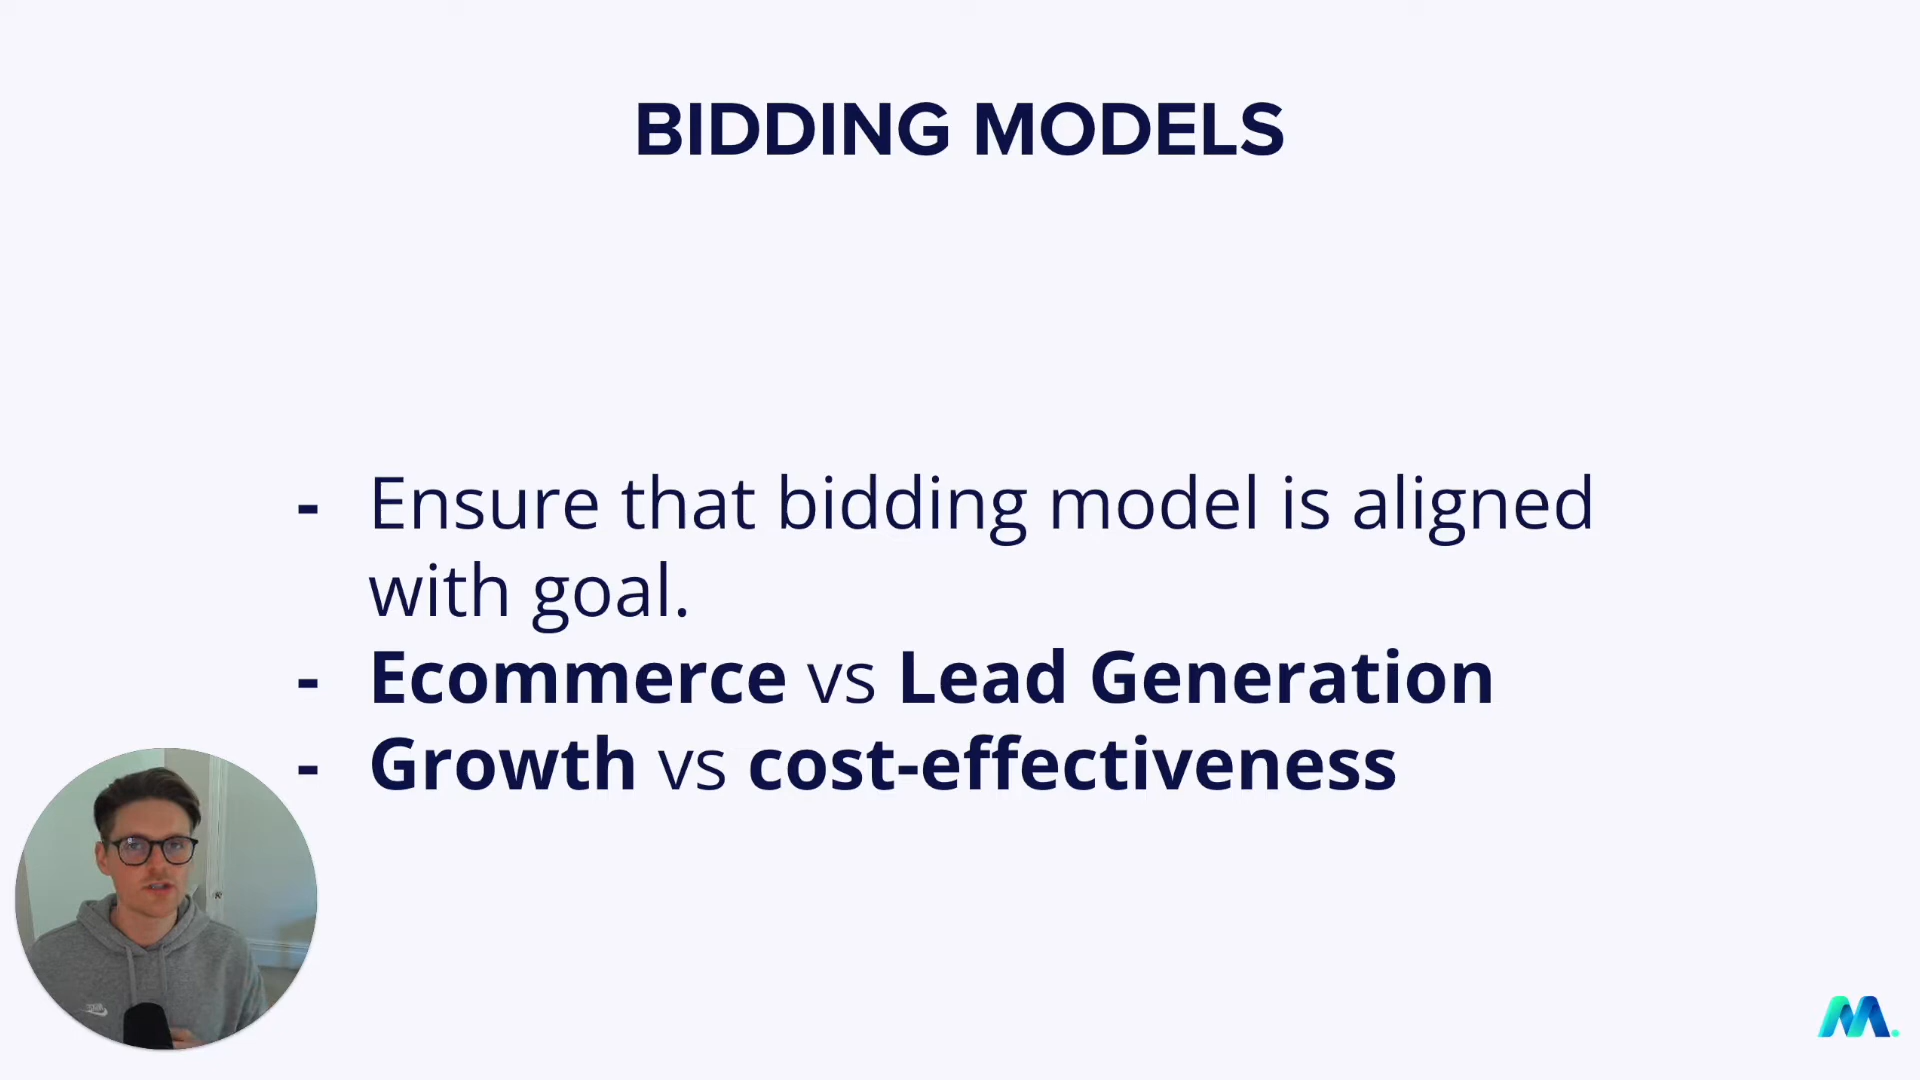 BIDDING MODELS
- Ensure that bidding model is aligned
with goal.
- Ecommerce vs Lead Generation
- Growth vs cost-effectiveness
M.